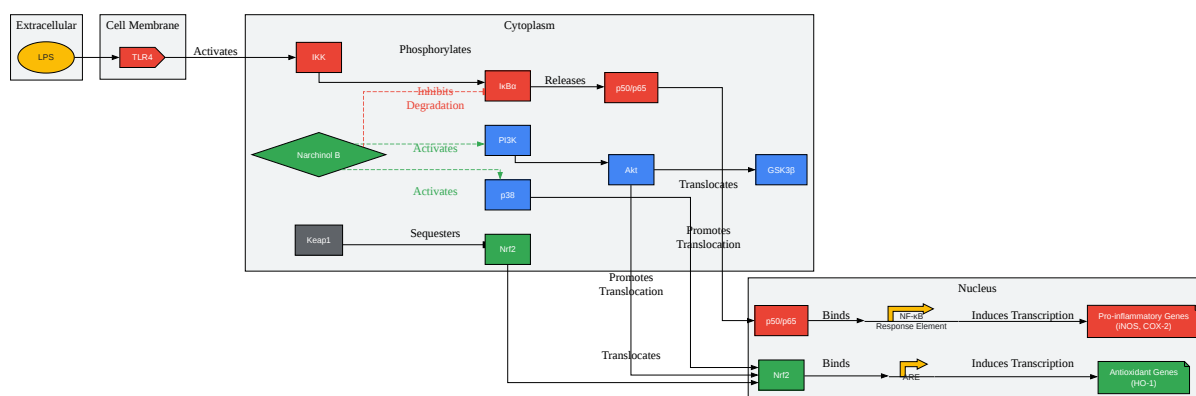 Extracellular
Cell Membrane
Cytoplasm
LPS
TLR4
Activates
IKK
Phosphorylates
IκBα
Releases
p50/p65
Inhibits
Degradation
Narchinol B
Activates
PI3K
Akt
Translocates
GSK3β
Activates
p38
Keap1
Sequesters
Nrf2
Promotes
Translocation
Promotes
Translocation
Translocates
Nucleus
p50/p65
Binds
NF-κB
Response Element
Induces Transcription
Pro-inflammatory Genes
(iNOS, COX-2)
Nrf2
Binds
ARE
Induces Transcription
Antioxidant Genes
(HO-1)